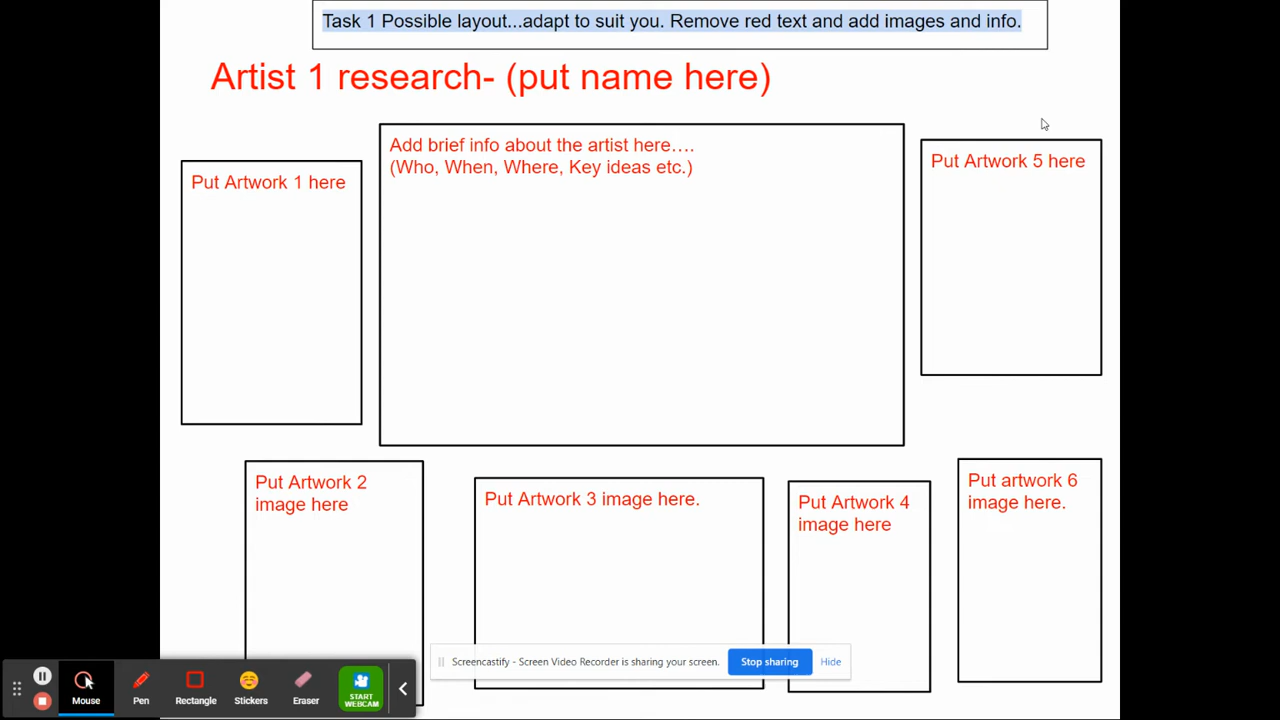 Task 1 Possible layout...adapt to suit you. Remove red text and add images and info.
Artist 1 research- (put name here)
Add brief info about the artist here….
(Who, When, Where, Key ideas etc.)
Put Artwork 1 here
Put Artwork 5 here
Put Artwork 2
image here
Put Artwork 3 image here.
Put Artwork 4
image here
Put artwork 6
image here.
Screencastify - Screen Video Recorder is sharing your screen.
Stop sharing
Hide
Mouse
Pen
Rectangle
Stickers
Eraser
START
WEBCAM